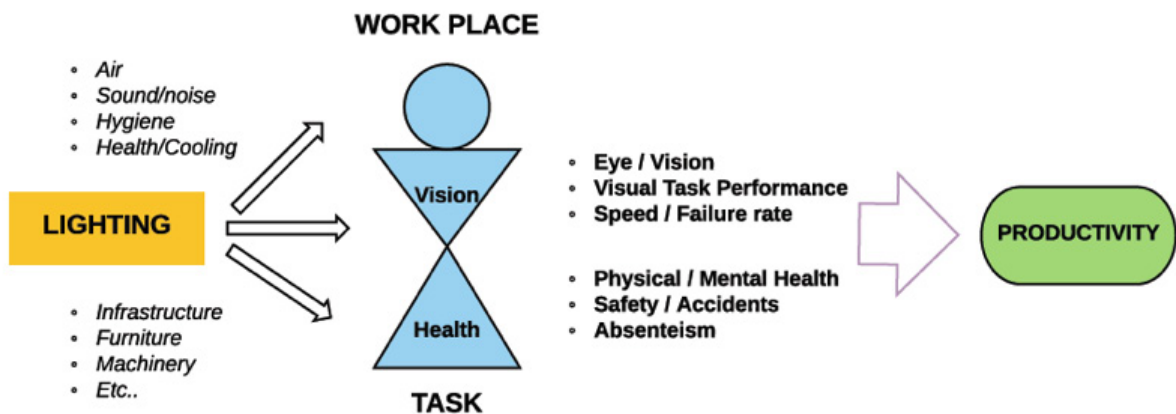 WORK PLACE
◦ Air
◦ Sound/noise
◦ Hygiene
◦ Health/Cooling
LIGHTING
◦ Infrastructure
◦ Furniture
◦ Machinery
◦ Etc..
Vision
Health
TASK
◦ Eye / Vision
◦ Visual Task Performance
◦ Speed / Failure rate
◦ Physical / Mental Health
◦ Safety / Accidents
◦ Absenteism
PRODUCTIVITY